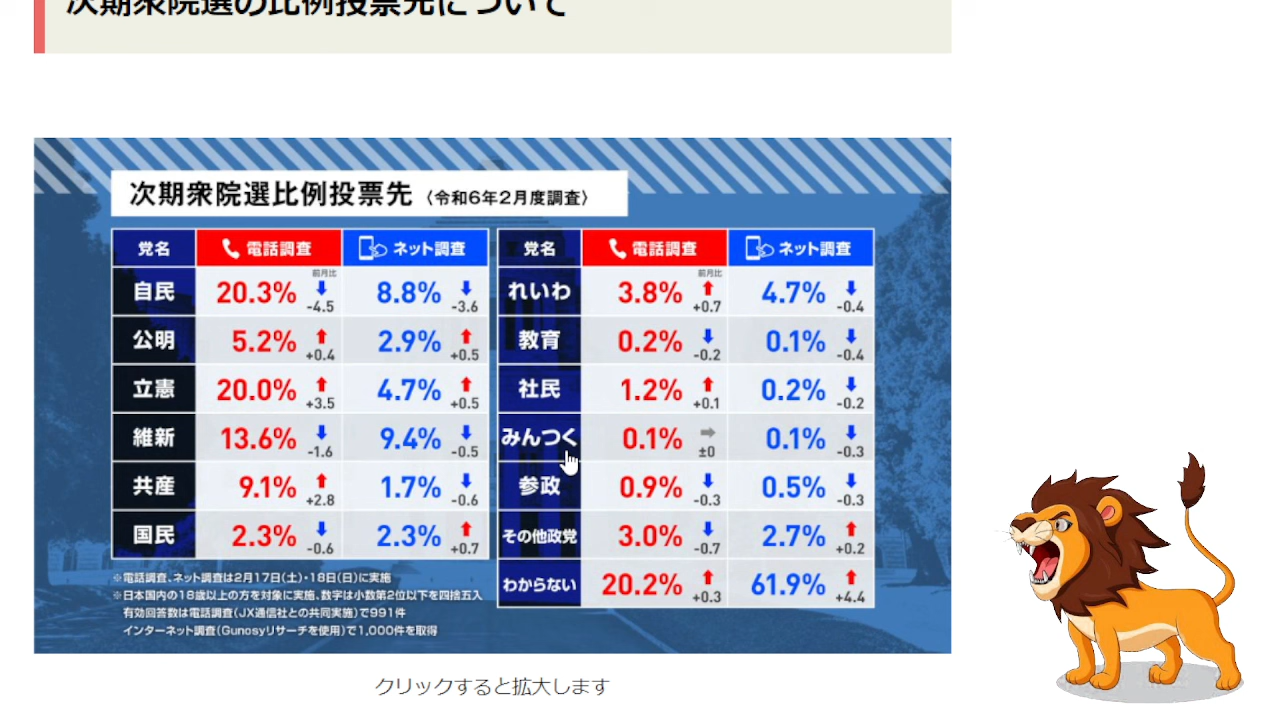 次期衆院選の比例投票先について
次期衆院選比例投票先〈令和6年2月度調査〉
党名 電話調査 ネット調査
前月比
自民 20.3% -4.5 8.8% -3.6
公明 5.2% +0.4 2.9% +0.5
立憲 20.0% +3.5 4.7% +0.5
維新 13.6% -1.6 9.4% -0.5
共産 9.1% +2.8 1.7% -0.6
国民 2.3% -0.6 2.3% +0.7
党名 電話調査 ネット調査
前月比
れいわ 3.8% +0.7 4.7% -0.4
教育 0.2% -0.2 0.1% -0.4
社民 1.2% +0.1 0.2% -0.2
みんつく 0.1% ±0 0.1% -0.3
参政 0.9% -0.3 0.5% -0.3
その他政党 3.0% -0.7 2.7% +0.2
わからない 20.2% +0.3 61.9% +4.4
※電話調査、ネット調査は2月17日(土)・18日(日)に実施
※日本国内の18歳以上の方を対象に実施、数字は小数第2位以下を四捨五入
有効回答数は電話調査(JX通信社との共同実施)で991件
インターネット調査(Gunosyリサーチを使用)で1,000件を取得
クリックすると拡大します